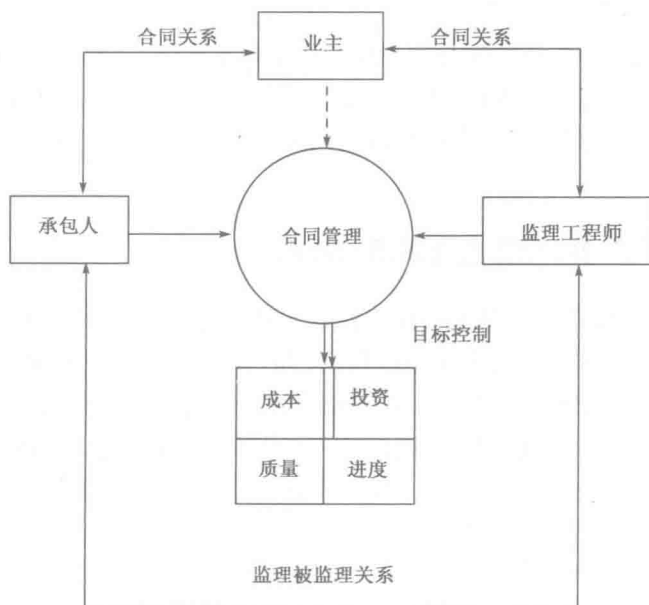 合同关系
业主
合同关系
承包人
合同管理
监理工程师
目标控制
成本
投资
质量
进度
监理被监理关系